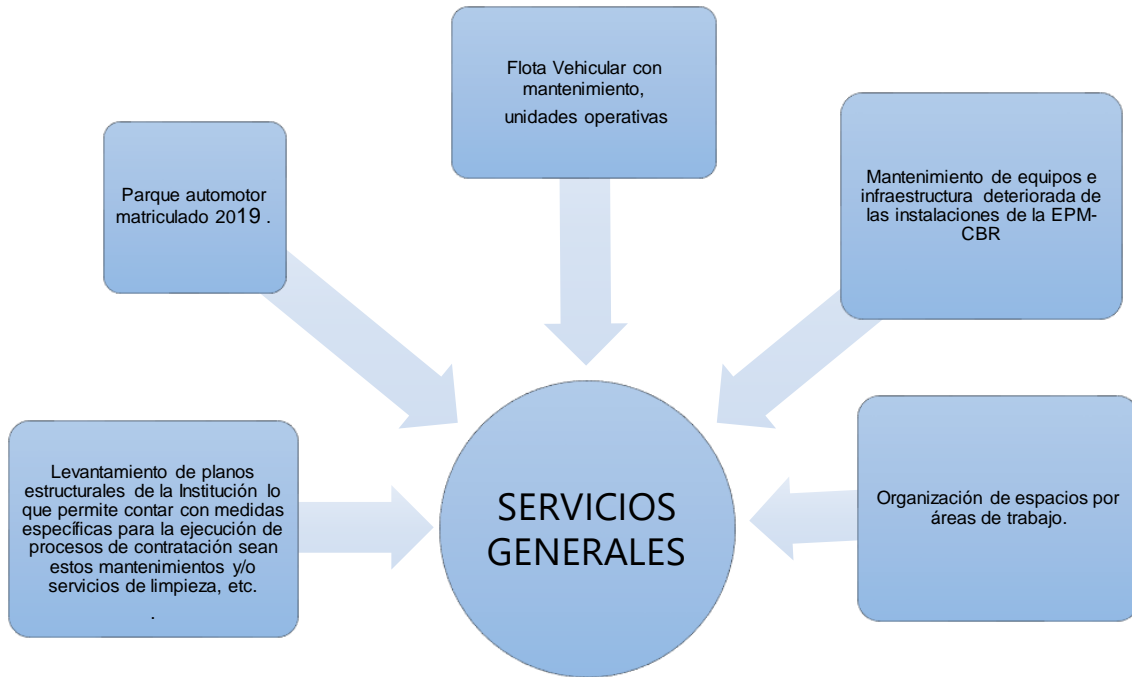 Flota Vehicular con
mantenimiento,
unidades operativas
Parque automotor
matriculado 2019 .
Mantenimiento de equipos e
infraestructura deteriorada de
las instalaciones de la EPM-
CBR
Levantamiento de planos
estructurales de la Institución lo
que permite contar con medidas
específicas para la ejecución de
procesos de contratación sean
estos mantenimientos y/o
servicios de limpieza, etc.
.
SERVICIOS
GENERALES
Organización de espacios por
áreas de trabajo.